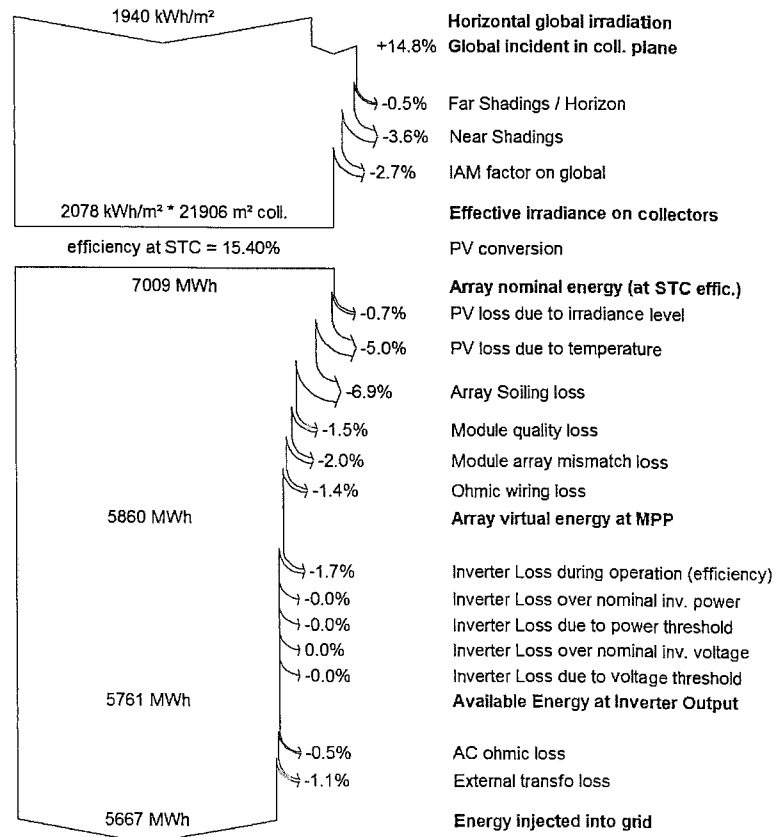 1940 kWh/m² Horizontal global irradiation
+14.8% Global incident in coll. plane
-0.5% Far Shadings / Horizon
-3.6% Near Shadings
-2.7% IAM factor on global
2078 kWh/m² * 21906 m² coll. Effective irradiance on collectors
efficiency at STC = 15.40% PV conversion
7009 MWh Array nominal energy (at STC effic.)
-0.7% PV loss due to irradiance level
-5.0% PV loss due to temperature
-6.9% Array Soiling loss
-1.5% Module quality loss
-2.0% Module array mismatch loss
-1.4% Ohmic wiring loss
5860 MWh Array virtual energy at MPP
-1.7% Inverter Loss during operation (efficiency)
-0.0% Inverter Loss over nominal inv. power
-0.0% Inverter Loss due to power threshold
0.0% Inverter Loss over nominal inv. voltage
-0.0% Inverter Loss due to voltage threshold
5761 MWh Available Energy at Inverter Output
-0.5% AC ohmic loss
-1.1% External transfo loss
5667 MWh Energy injected into grid